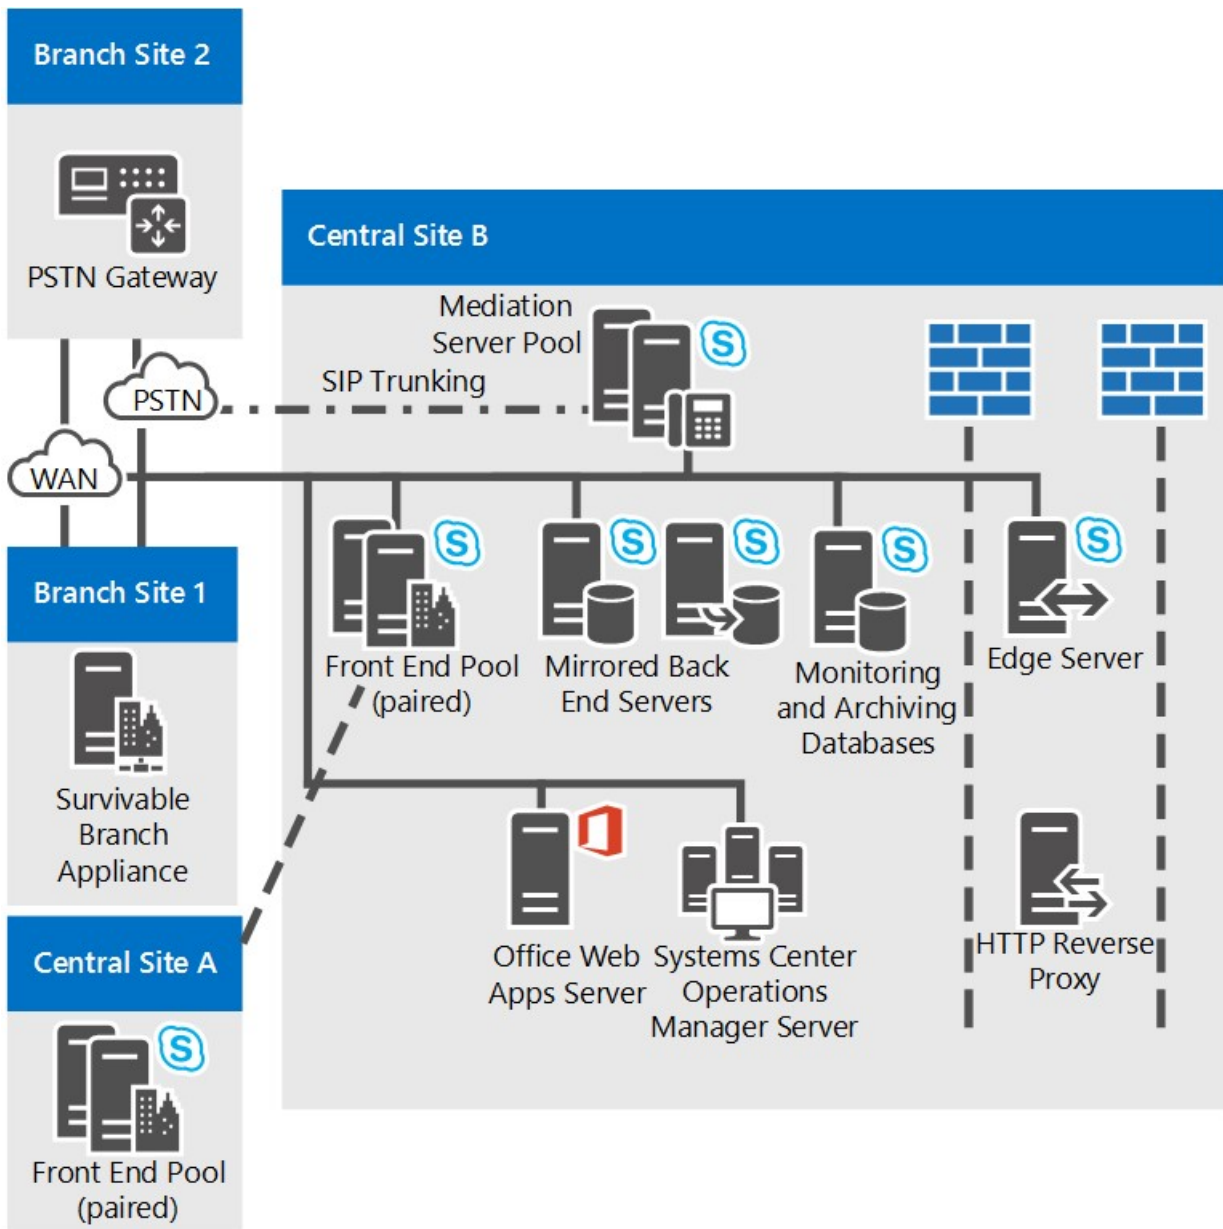 Branch Site 2
PSTN Gateway
PSTN
WAN
Branch Site 1
Survivable
Branch
Appliance
Central Site A
Front End Pool
(paired)
Central Site B
Mediation
Server Pool
SIP Trunking
S
S
S
S
S
S
Front End Pool
(paired)
Mirrored Back
End Servers
Monitoring
and Archiving
Databases
Edge Server
Office Web
Apps Server
Systems Center
Operations
Manager Server
HTTP Reverse
Proxy
S